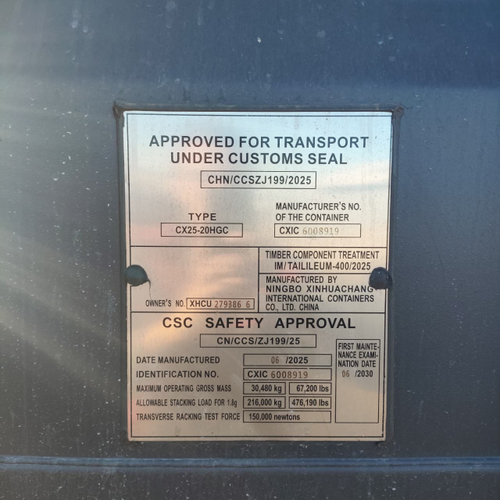 APPROVED FOR TRANSPORT
UNDER CUSTOMS SEAL
CHN/CCSZJ199/2025
TYPE
CX25-20HGC
MANUFACTURER'S NO.
OF THE CONTAINER
CXIC 6008919
OWNER'S NO. XHCU 279386 6
TIMBER COMPONENT TREATMENT
IM/TAILILEUM-400/2025
MANUFACTURED BY
NINGBO XINHUACHANG
INTERNATIONAL CONTAINERS
CO., LTD. CHINA
CSC SAFETY APPROVAL
CN/CCS/ZJ199/25
DATE MANUFACTURED 06 /2025
IDENTIFICATION NO. CXIC 6008919
MAXIMUM OPERATING GROSS MASS 30,480 kg 67,200 lbs
ALLOWABLE STACKING LOAD FOR 1.8g 216,000 kg 476,190 lbs
TRANSVERSE RACKING TEST FORCE 150,000 newtons
FIRST MAINTE-
NANCE EXAMI-
NATION DATE
06 /2030